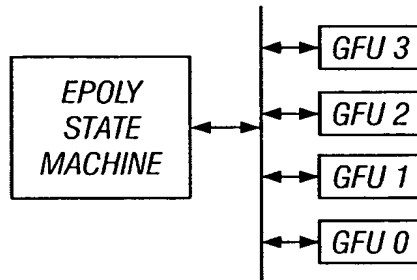 EPOLY
STATE
MACHINE
GFU 3
GFU 2
GFU 1
GFU 0